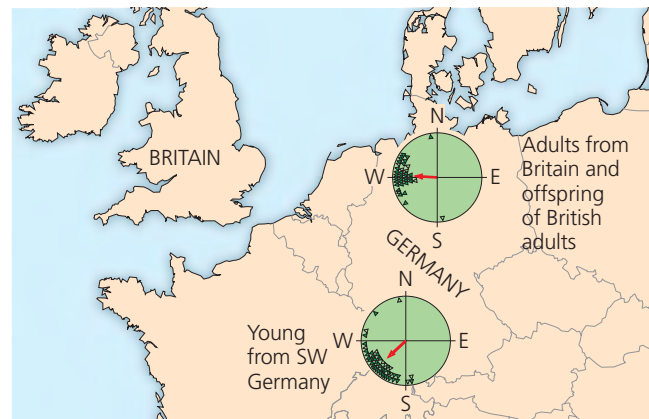 BRITAIN
N
W
E
S
Adults from
Britain and
offspring
of British
adults
GERMANY
N
W
E
S
Young
from SW
Germany